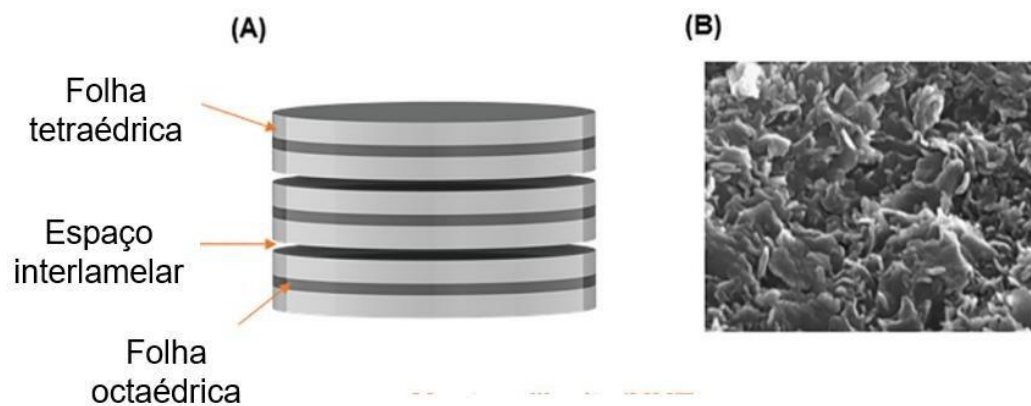 (A)
(B)
Folha
tetraédrica
Espaço
interlamelar
Folha
octaédrica